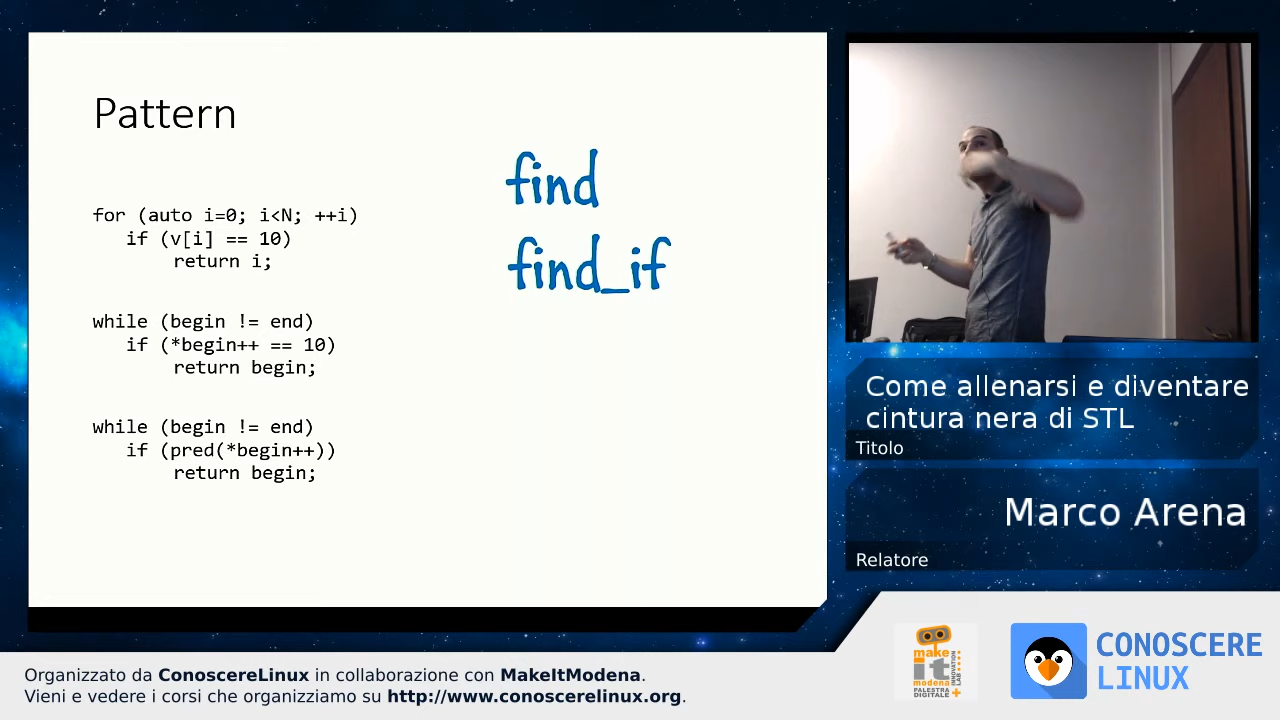 Pattern
for (auto i=0; i<N; ++i)
if (v[i] == 10)
return i;
while (begin != end)
if (*begin++ == 10)
return begin;
while (begin != end)
if (pred(*begin++))
return begin;
find
find_if
Come allenarsi e diventare
cintura nera di STL
Titolo
Marco Arena
Relatore
make
it
modena
PALESTRA
DIGITALE
INNOVATION
LAB
CONOSCERE
LINUX
Organizzato da ConoscereLinux in collaborazione con MakeItModena.
Vieni e vedere i corsi che organizziamo su http://www.conoscerelinux.org.